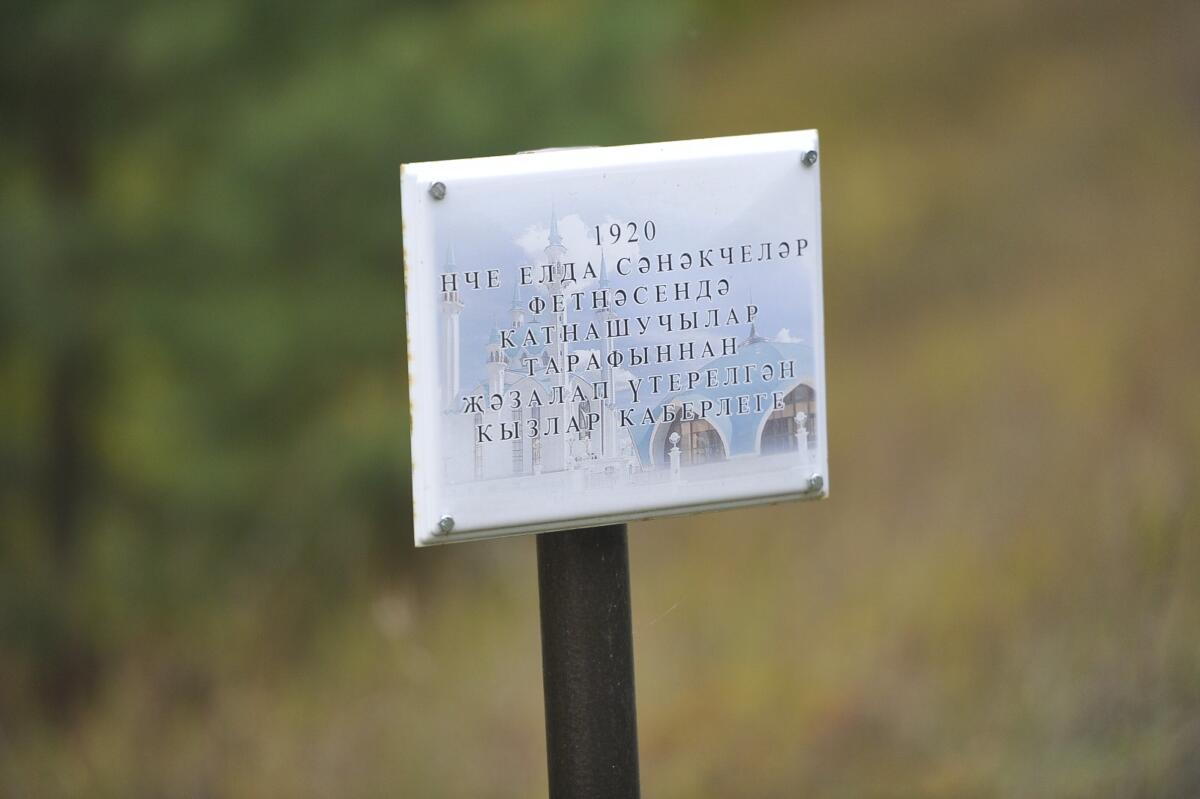 1920
НЧЕ ЕЛДА СӘНӘКЧЕЛӘР
ФЕТНӘСЕНДӘ
КАТНАШУЧЫЛАР
ТАРАФЫННАН
ҖӘЗАЛАП ҮТЕРЕЛГӘН
КЫЗЛАР КАБЕРЛЕГЕ